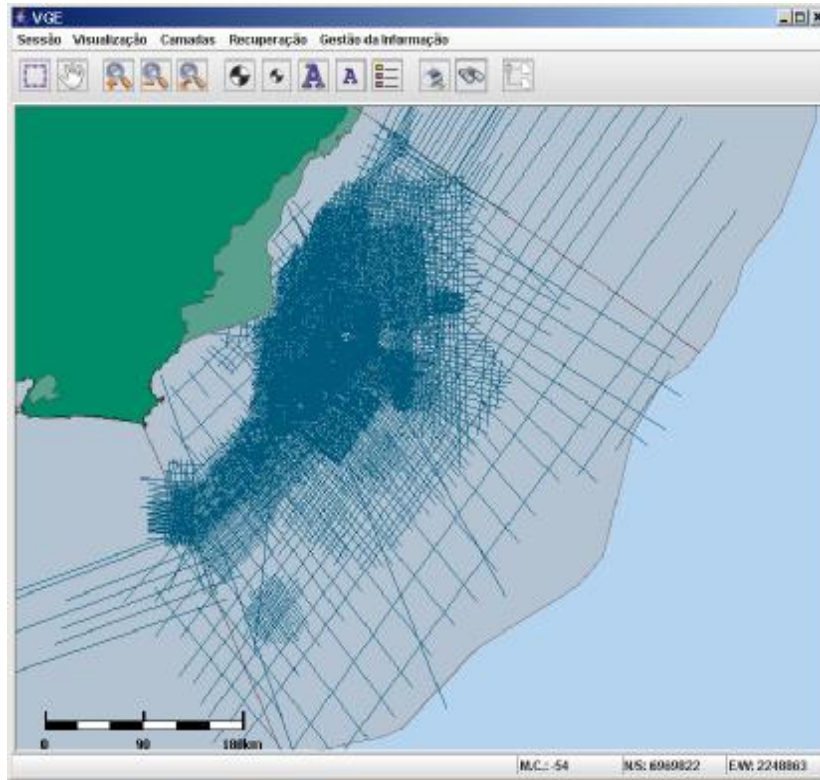 VGE
Sessão Visualização Camadas Recuperação Gestão da Informação
A A
0 90 180km
M.C.: -54 N/S: 6969822 E/W: 2248863